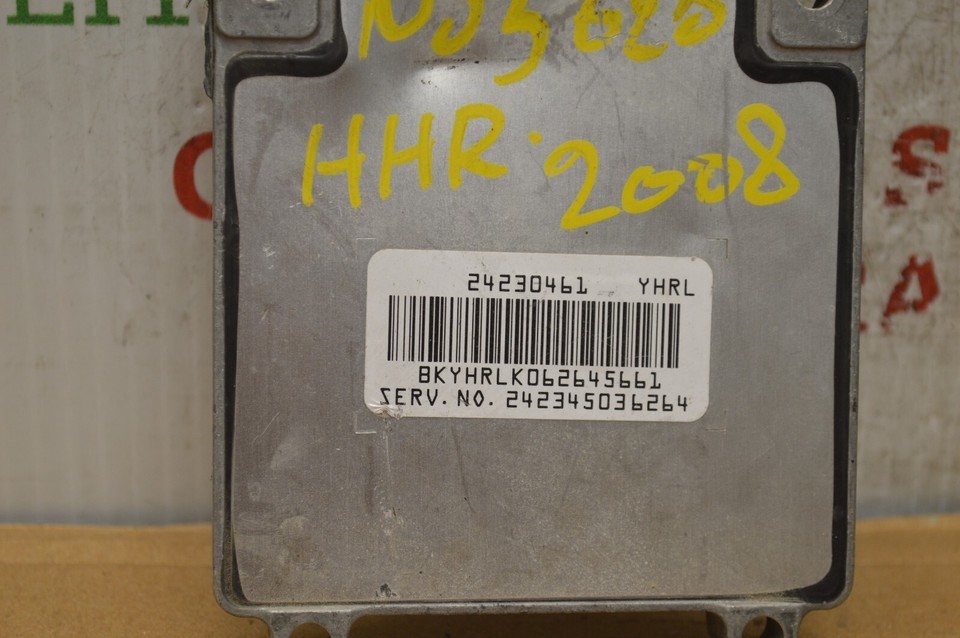 HHR. 2008
24230461 YHRL
BKYHRLK062645661
SERV. NO. 242345036264